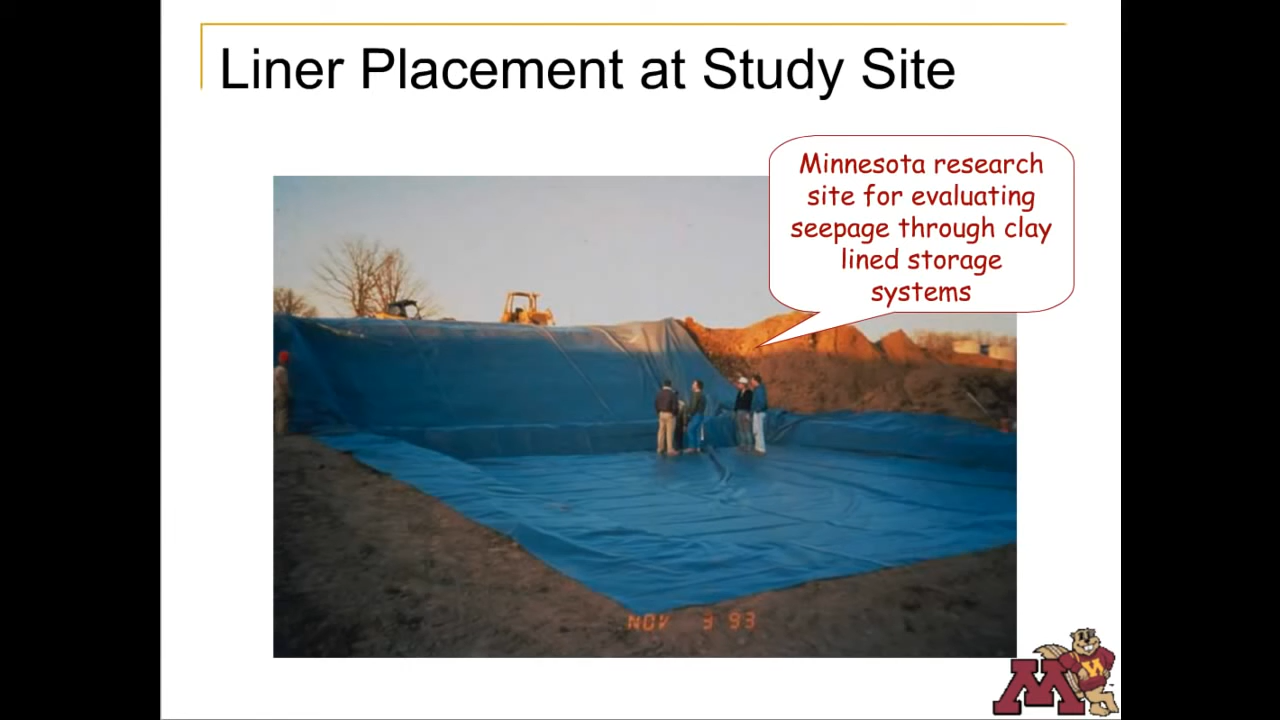 Liner Placement at Study Site
Minnesota research
site for evaluating
seepage through clay
lined storage
systems
NOV 3 93
M